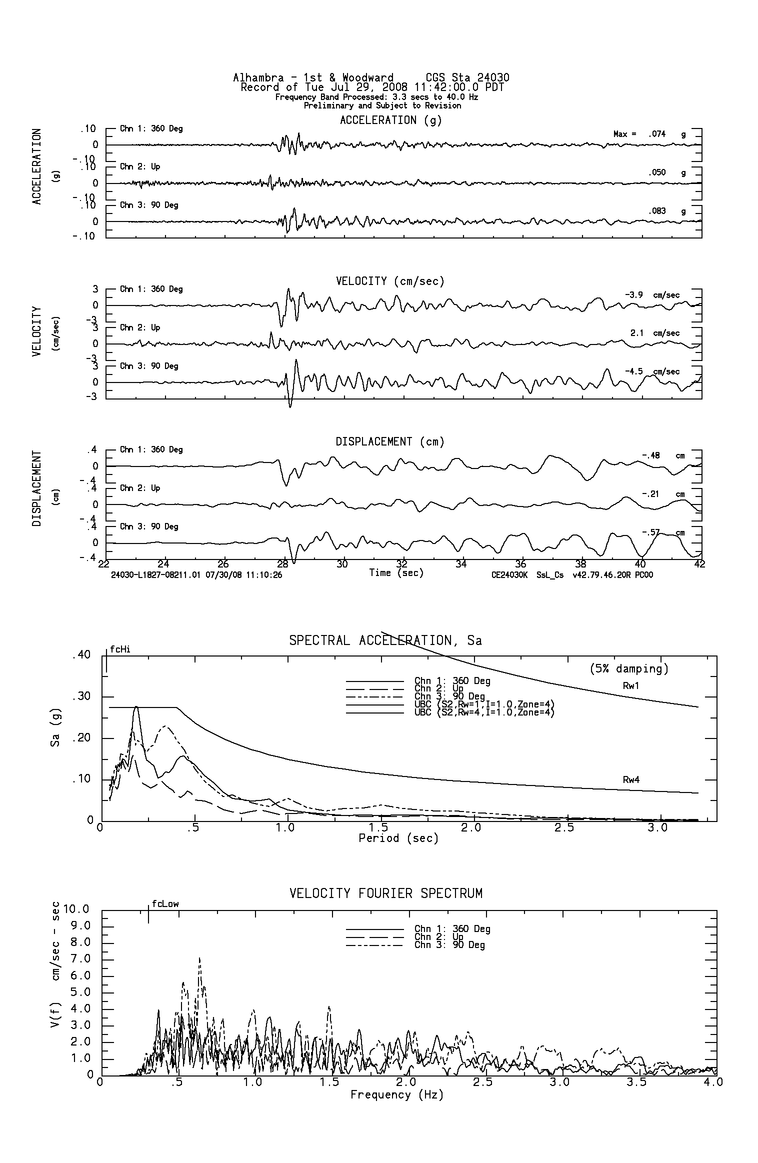 Alhambra - 1st & Woodward CGS Sta 24030
Record of Tue Jul 29, 2008 11:42:00.0 PDT
Frequency Band Processed: 3.3 secs to 40.0 Hz
Preliminary and Subject to Revision
ACCELERATION (g)
ACCELERATION
(g)
.10
0
-.10
Chn 1: 360 Deg
Max = .074 g
.10
0
-.10
Chn 2: Up
.050 g
.10
0
-.10
Chn 3: 90 Deg
.083 g
VELOCITY (cm/sec)
VELOCITY
(cm/sec)
3
0
-3
Chn 1: 360 Deg
-3.9 cm/sec
3
0
-3
Chn 2: Up
2.1 cm/sec
3
0
-3
Chn 3: 90 Deg
-4.5 cm/sec
DISPLACEMENT (cm)
DISPLACEMENT
(cm)
.4
0
-.4
Chn 1: 360 Deg
-.48 cm
.4
0
-.4
Chn 2: Up
-.21 cm
.4
0
-.4
Chn 3: 90 Deg
-.57 cm
22 24 26 28 30 32 34 36 38 40 42
Time (sec)
24030-L1827-08211.01 07/30/08 11:10:26
CE24030K SsL_Cs v42.79.46.20R PC00
SPECTRAL ACCELERATION, Sa
fcHi
(5% damping)
Sa (g)
.40
.30
.20
.10
0
Chn 1: 360 Deg
Chn 2: Up
Chn 3: 90 Deg
UBC (S2,Rw=1,I=1.0,Zone=4)
UBC (S2,Rw=4,I=1.0,Zone=4)
Rw1
Rw4
0 .5 1.0 1.5 2.0 2.5 3.0
Period (sec)
VELOCITY FOURIER SPECTRUM
fcLow
V(f) cm/sec - sec
10.0
9.0
8.0
7.0
6.0
5.0
4.0
3.0
2.0
1.0
0
Chn 1: 360 Deg
Chn 2: Up
Chn 3: 90 Deg
0 .5 1.0 1.5 2.0 2.5 3.0 3.5 4.0
Frequency (Hz)